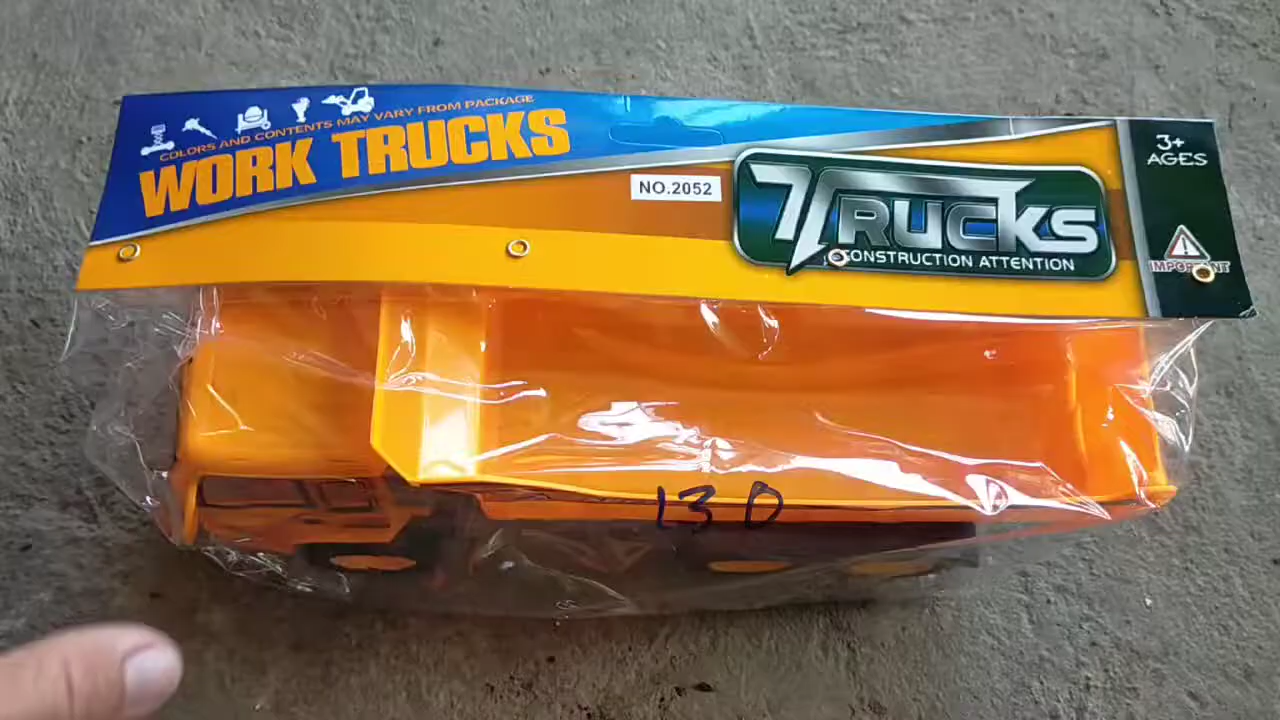 COLORS AND CONTENTS MAY VARY FROM PACKAGE
WORK TRUCKS
NO.2052
TRUCKS
CONSTRUCTION ATTENTION
3+
AGES
IMPORTANT
130